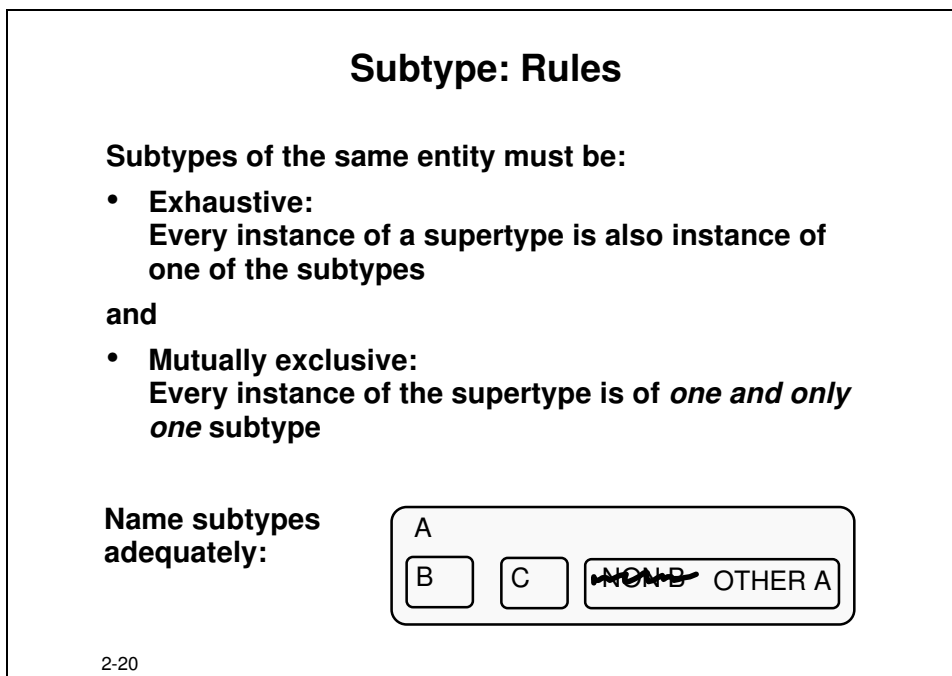 Subtype: Rules
Subtypes of the same entity must be:
• Exhaustive:
Every instance of a supertype is also instance of
one of the subtypes
and
• Mutually exclusive:
Every instance of the supertype is of one and only
one subtype
Name subtypes
adequately:
A
B
C
NON B OTHER A
2-20